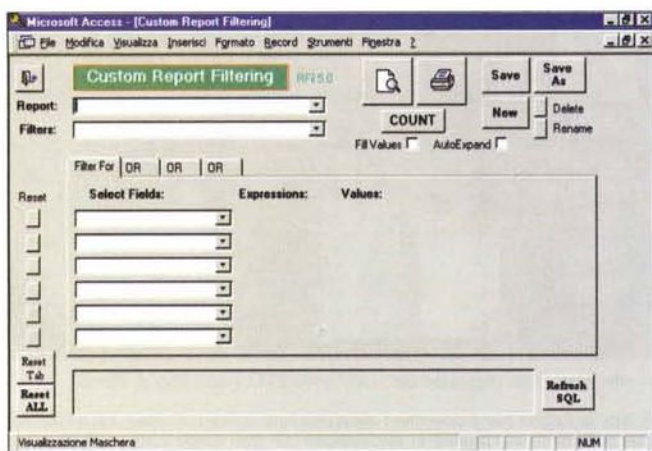 Microsoft Access - [Custom Report Filtering]
File Modifica Visualizza Inserisci Formato Record Strumenti Finestra ?
Custom Report Filtering
Save
Save As
Report:
COUNT
New
Delete
Filters:
Rename
Fill Values
AutoExpand
Filter For
OR
OR
OR
Reset
Select Fields:
Expressions:
Values:
Reset Tab
Reset ALL
Refresh SQL
Visualizzazione Maschera
NUM